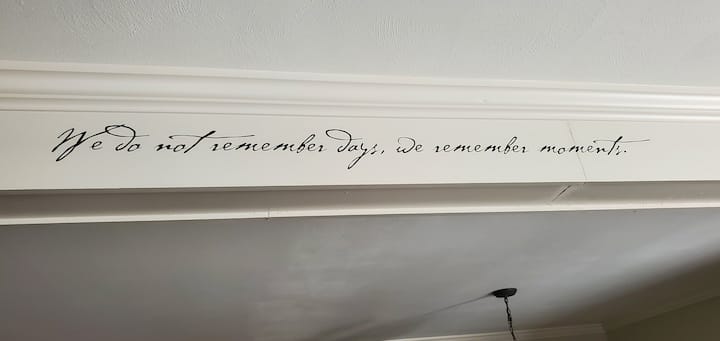 We do not remember days, we remember moments.